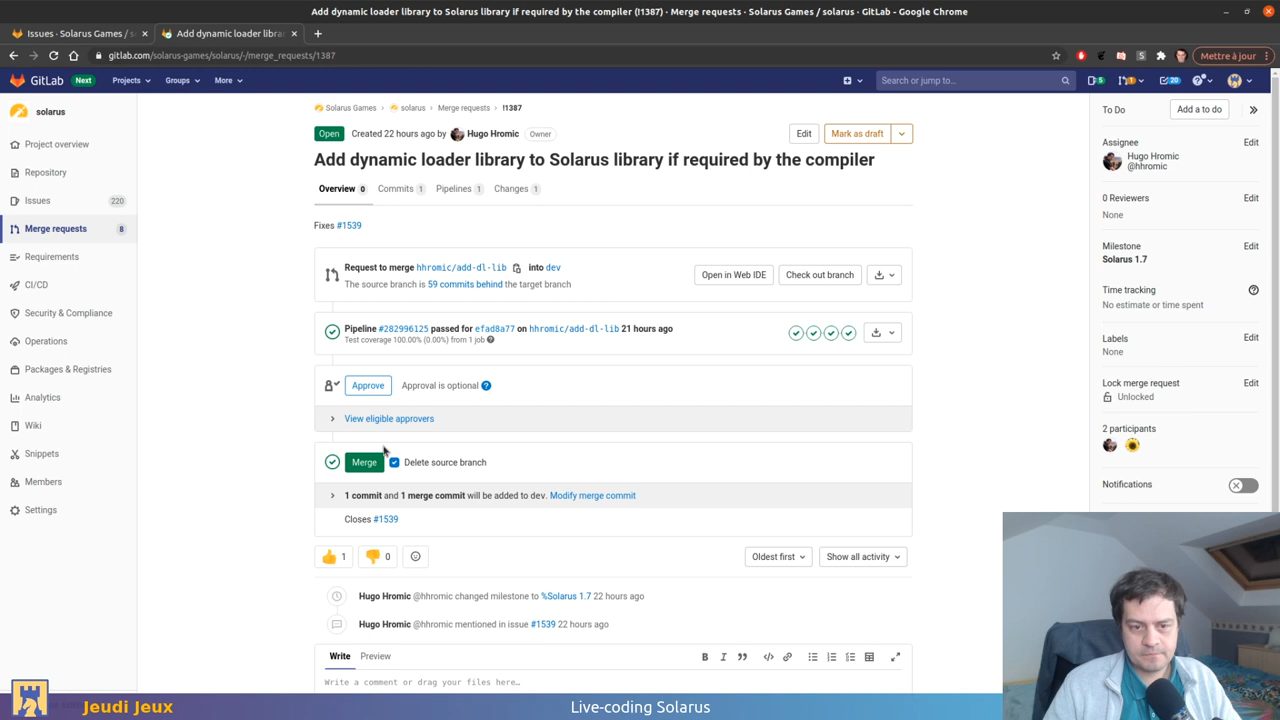 Add dynamic loader library to Solarus library if required by the compiler (!1387) · Merge requests · Solarus Games / solarus · GitLab - Google Chrome
Issues · Solarus Games / s
Add dynamic loader librar
gitlab.com/solarus-games/solarus/-/merge_requests/1387
Mettre à jour
GitLab Next Projects Groups More Search or jump to... 5 1 20
solarus
Project overview
Repository
Issues 220
Merge requests 8
Requirements
CI/CD
Security & Compliance
Operations
Packages & Registries
Analytics
Wiki
Snippets
Members
Settings
Solarus Games > solarus > Merge requests > !1387
Open Created 22 hours ago by Hugo Hromic Owner Edit Mark as draft
Add dynamic loader library to Solarus library if required by the compiler
Overview 0 Commits 1 Pipelines 1 Changes 1
Fixes #1539
Request to merge hhromic/add-dl-lib into dev
The source branch is 59 commits behind the target branch
Open in Web IDE Check out branch
Pipeline #282996125 passed for efad8a77 on hhromic/add-dl-lib 21 hours ago
Test coverage 100.00% (0.00%) from 1 job
Approve Approval is optional
View eligible approvers
Merge Delete source branch
1 commit and 1 merge commit will be added to dev. Modify merge commit
Closes #1539
👍 1 👎 0 Oldest first Show all activity
Hugo Hromic @hhromic changed milestone to %Solarus 1.7 22 hours ago
Hugo Hromic @hhromic mentioned in issue #1539 22 hours ago
Write Preview
Write a comment or drag your files here…
To Do Add a to do
Assignee Edit
Hugo Hromic
@hhromic
0 Reviewers Edit
None
Milestone Edit
Solarus 1.7
Time tracking
No estimate or time spent
Labels Edit
None
Lock merge request Edit
Unlocked
2 participants
Notifications
Jeudi Jeux
Live-coding Solarus